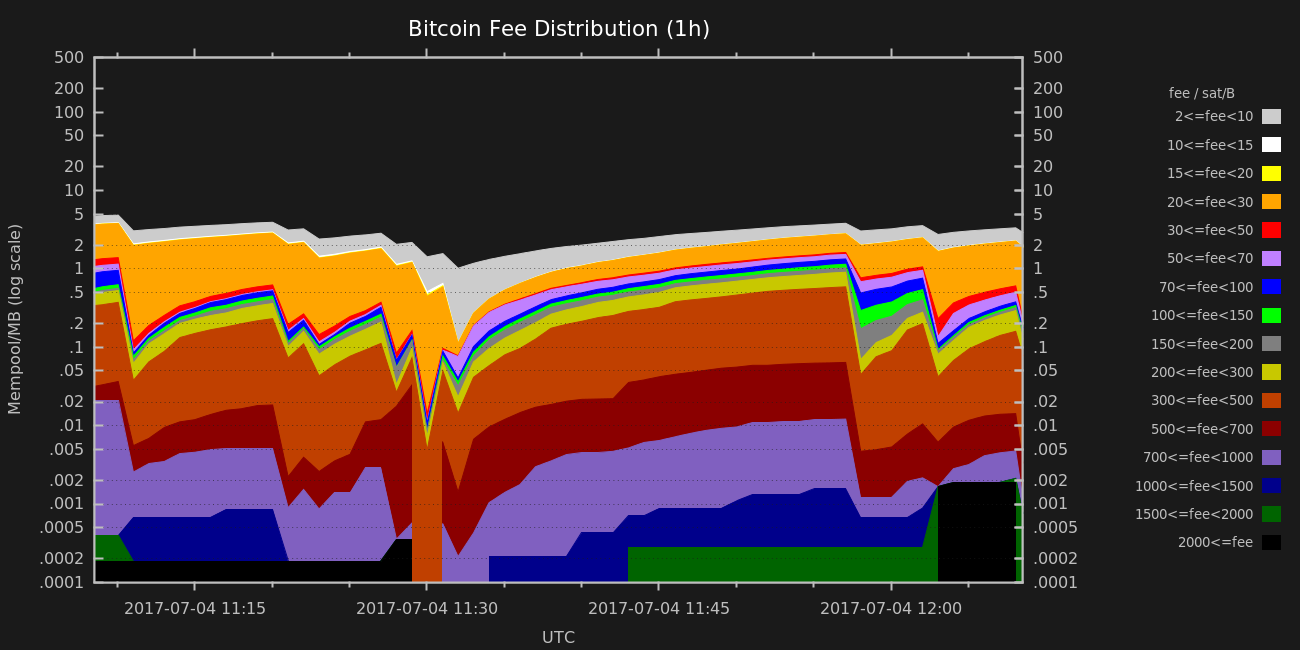 Bitcoin Fee Distribution (1h)
Mempool/MB (log scale)
500
200
100
50
20
10
5
2
1
.5
.2
.1
.05
.02
.01
.005
.002
.001
.0005
.0002
.0001
500
200
100
50
20
10
5
2
1
.5
.2
.1
.05
.02
.01
.005
.002
.001
.0005
.0002
.0001
2017-07-04 11:15 2017-07-04 11:30 2017-07-04 11:45 2017-07-04 12:00
UTC
fee / sat/B
2<=fee<10
10<=fee<15
15<=fee<20
20<=fee<30
30<=fee<50
50<=fee<70
70<=fee<100
100<=fee<150
150<=fee<200
200<=fee<300
300<=fee<500
500<=fee<700
700<=fee<1000
1000<=fee<1500
1500<=fee<2000
2000<=fee